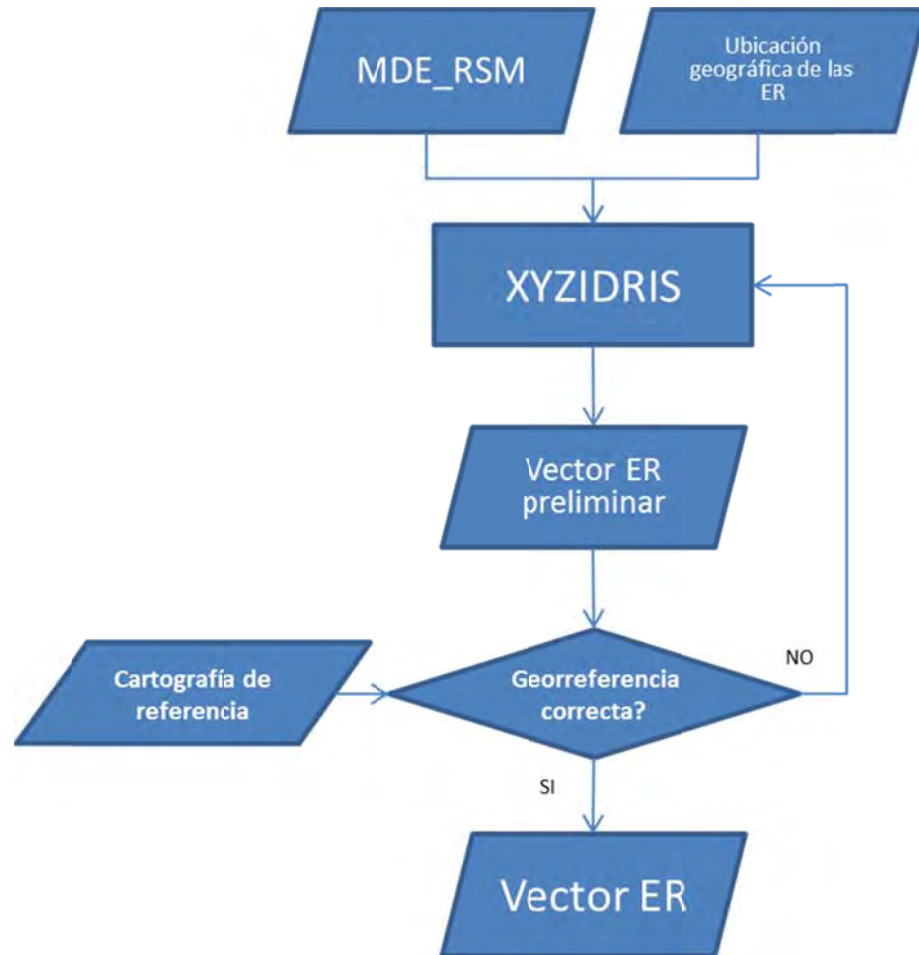 MDE_RSM
Ubicación
geográfica de las
ER
XYZIDRIS
Vector ER
preliminar
Cartografía de
referencia
Georreferencia
correcta?
NO
SI
Vector ER